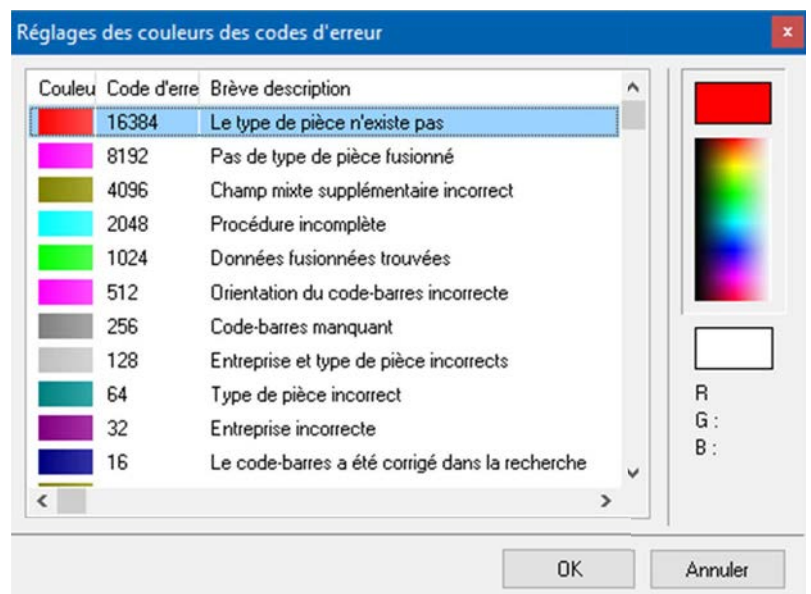 Réglages des couleurs des codes d'erreur
Couleu Code d'erre Brève description
16384 Le type de pièce n'existe pas
8192 Pas de type de pièce fusionné
4096 Champ mixte supplémentaire incorrect
2048 Procédure incomplète
1024 Données fusionnées trouvées
512 Orientation du code-barres incorrecte
256 Code-barres manquant
128 Entreprise et type de pièce incorrects
64 Type de pièce incorrect
32 Entreprise incorrecte
16 Le code-barres a été corrigé dans la recherche
R
G :
B :
OK
Annuler